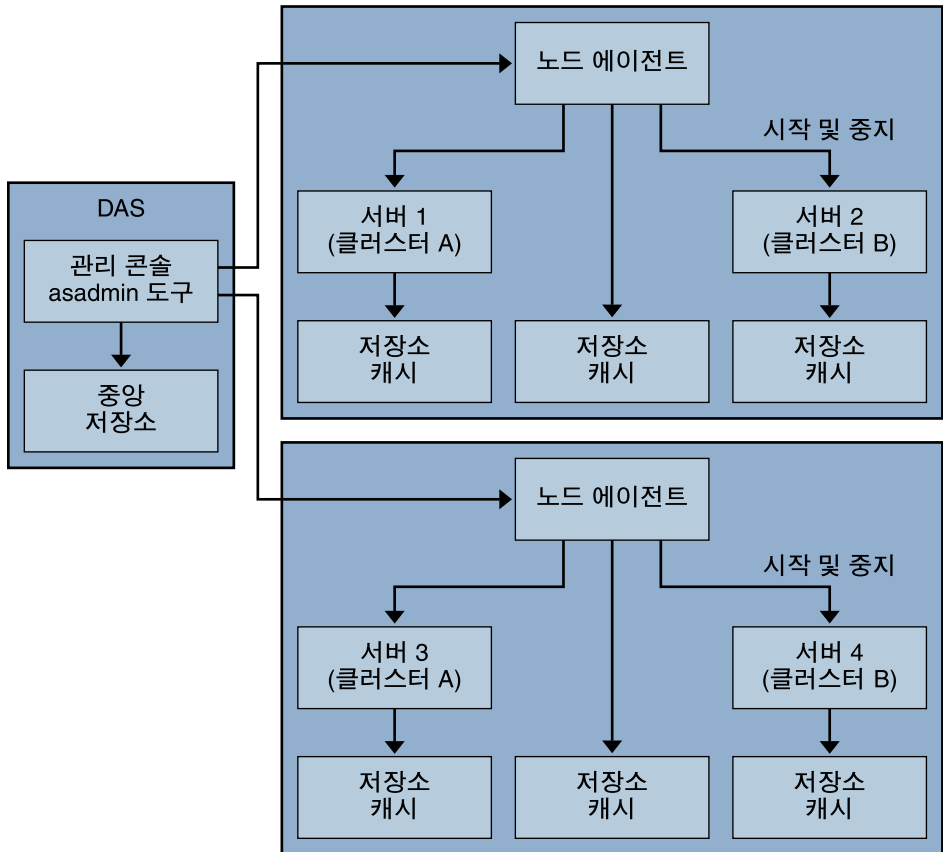 DAS
관리 콘솔
asadmin 도구
중앙
저장소
노드 에이전트
시작 및 중지
서버 1
(클러스터 A)
서버 2
(클러스터 B)
저장소
캐시
저장소
캐시
저장소
캐시
노드 에이전트
시작 및 중지
서버 3
(클러스터 A)
서버 4
(클러스터 B)
저장소
캐시
저장소
캐시
저장소
캐시